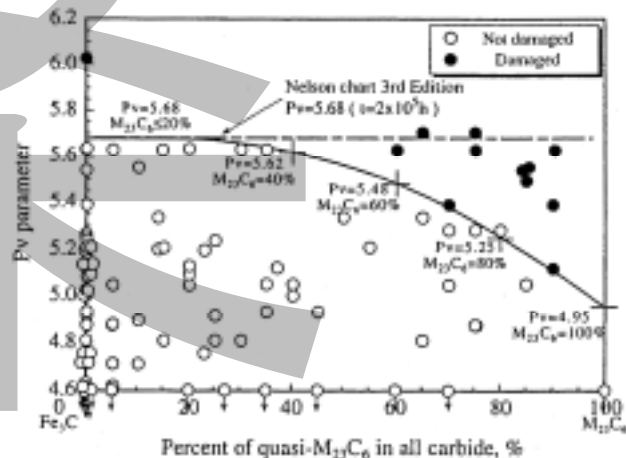 6.2
○ Not damaged
● Damaged
6.0
Nelson chart 3rd Edition
Pv=5.68 ( t=2x10⁵h )
5.8
Pv=5.68
M₂₃C₆≤20%
5.6
Pv=5.62
M₂₃C₆=40%
Pv=5.48
M₂₃C₆=60%
5.4
Pv parameter
5.2
Pv=5.25
M₂₃C₆=80%
5.0
Pv=4.95
M₂₃C₆=100%
4.8
4.6
0 20 40 60 80 100
Fe₃C M₂₃C₆
Percent of quasi-M₂₃C₆ in all carbide, %